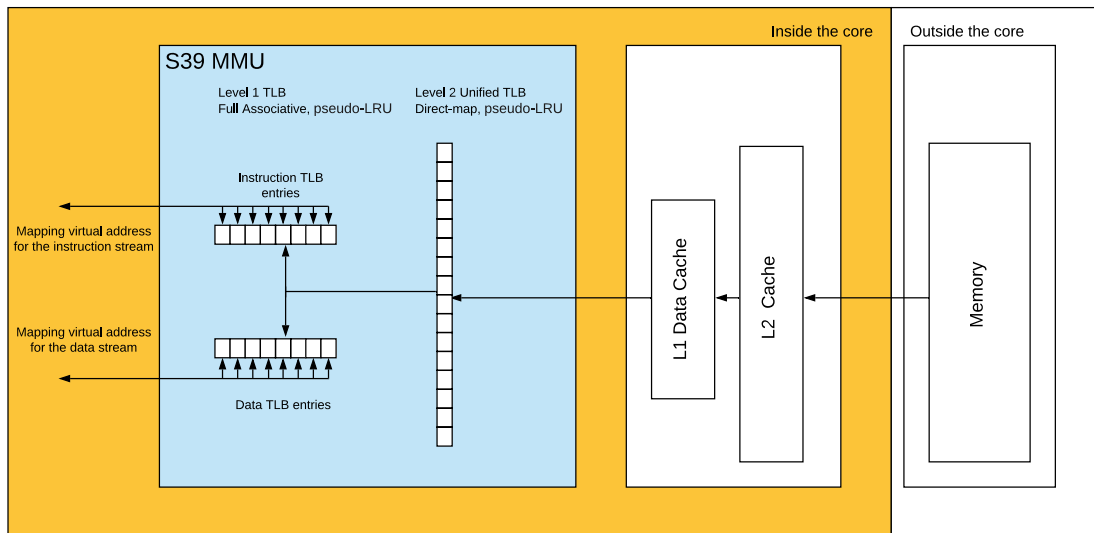 Inside the core
Outside the core
S39 MMU
Level 1 TLB
Full Associative, pseudo-LRU
Level 2 Unified TLB
Direct-map, pseudo-LRU
Instruction TLB
entries
Mapping virtual address
for the instruction stream
Mapping virtual address
for the data stream
Data TLB entries
L1 Data Cache
L2 Cache
Memory